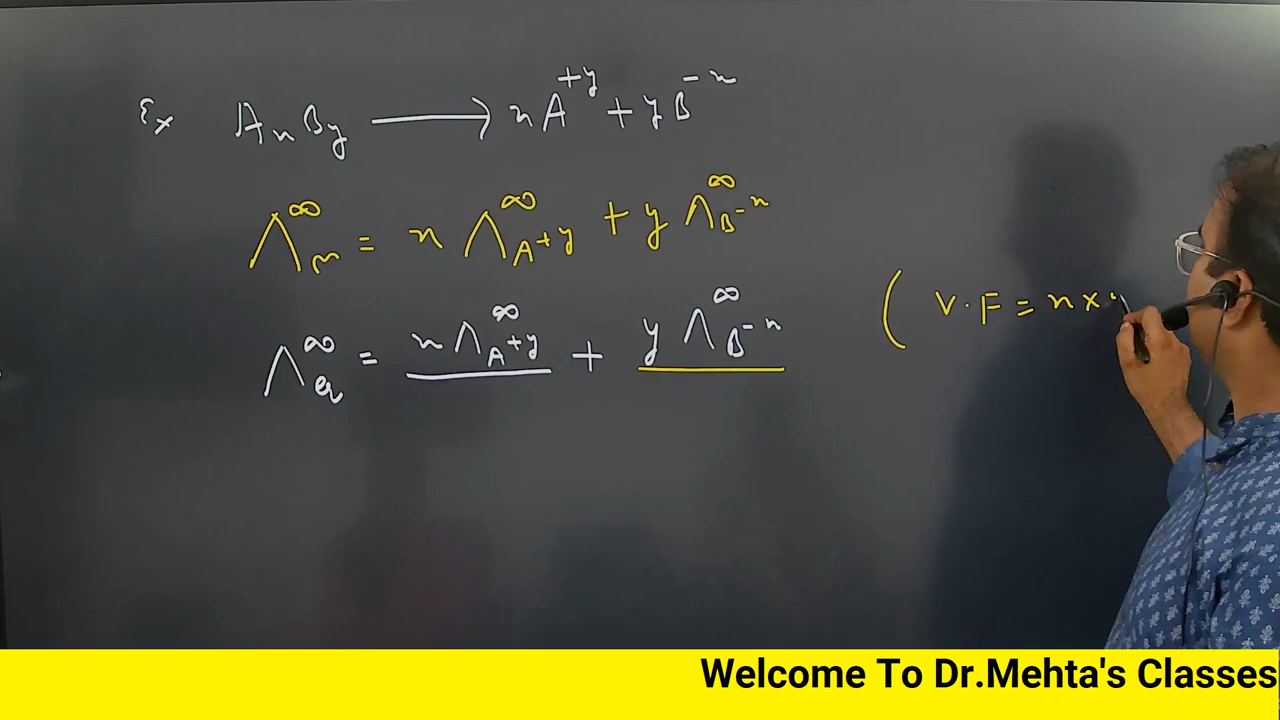 Ex AxBy ⟶ xA⁺ʸ + yB⁻ˣ
Λ∞m = x Λ∞A⁺ʸ + y Λ∞B⁻ˣ
( V.F = x×
Λ∞eq = xΛ∞A⁺ʸ + yΛ∞B⁻ˣ
Welcome To Dr.Mehta's Classes